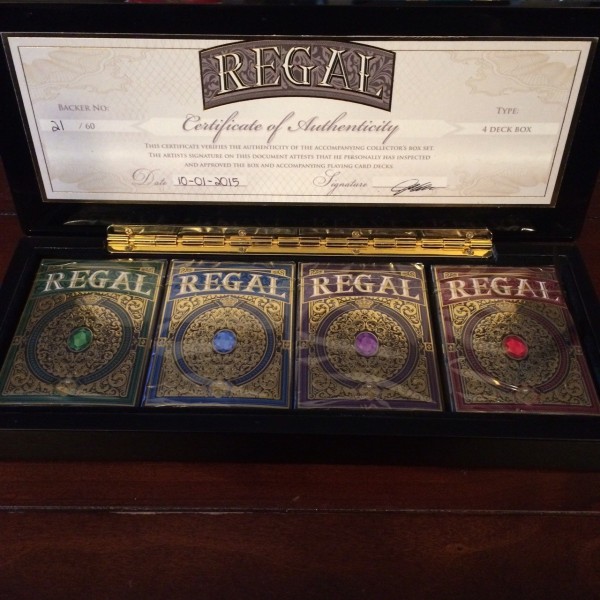 REGAL
BACKER NO:
21 / 60
TYPE:
4 DECK BOX
Certificate of Authenticity
THIS CERTIFICATE VERIFIES THE AUTHENTICITY OF THE ACCOMPANYING COLLECTOR'S BOX SET.
THE ARTISTS SIGNATURE ON THIS DOCUMENT ATTESTS THAT HE PERSONALLY HAS INSPECTED
AND APPROVED THE BOX AND ACCOMPANYING PLAYING CARD DECKS.
Date 10-01-2015 Signature
REGAL
REGAL
REGAL
REGAL